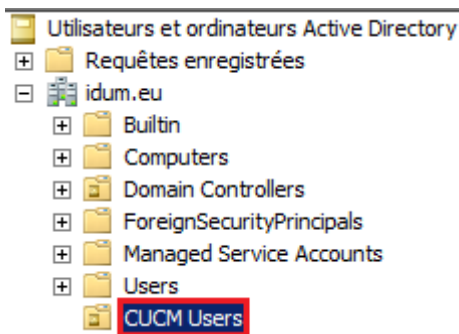 Utilisateurs et ordinateurs Active Directory
Requêtes enregistrées
idum.eu
Builtin
Computers
Domain Controllers
ForeignSecurityPrincipals
Managed Service Accounts
Users
CUCM Users